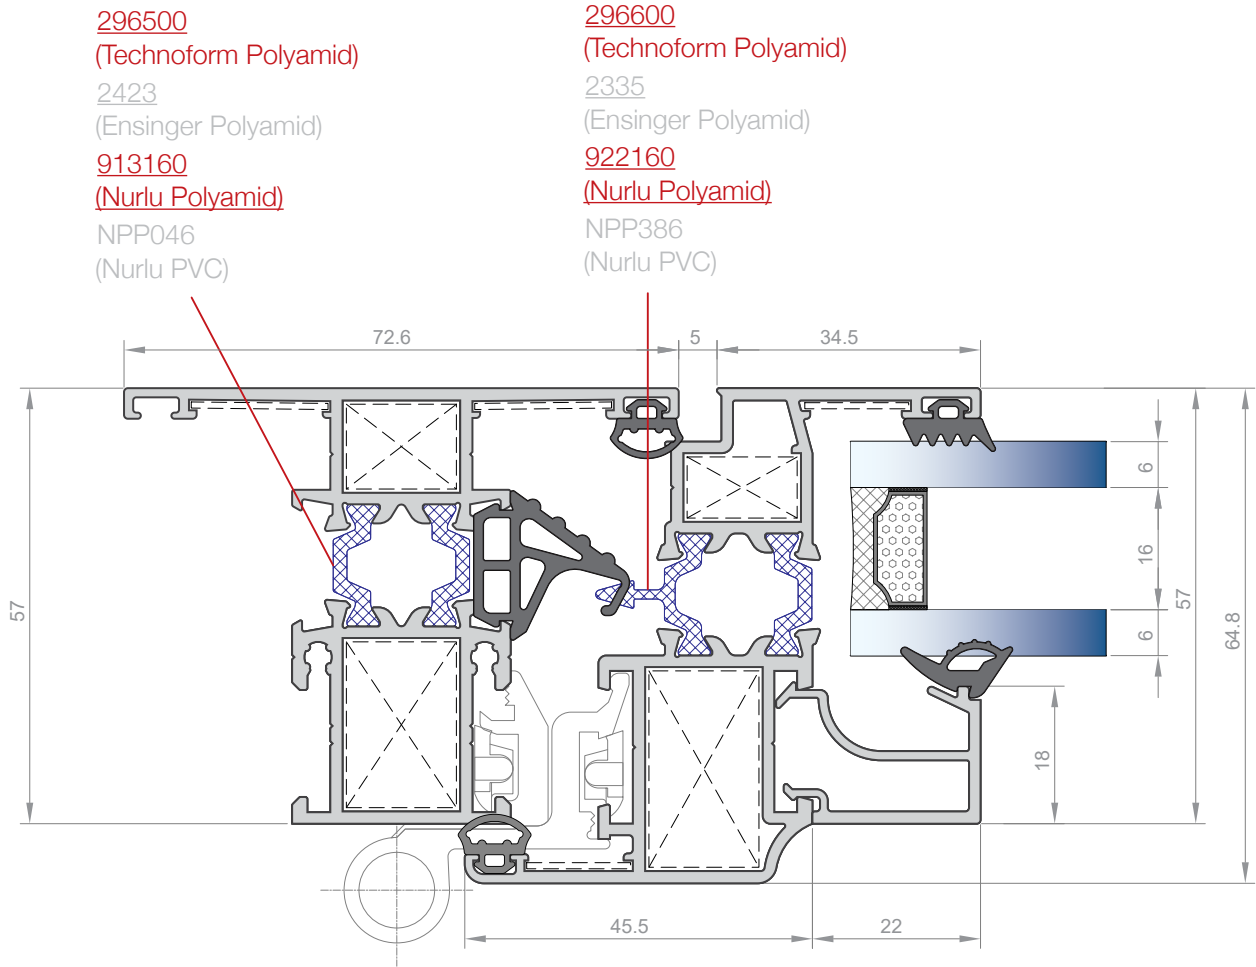 296500
(Technoform Polyamid)
2423
(Ensinger Polyamid)
913160
(Nurlu Polyamid)
NPP046
(Nurlu PVC)
296600
(Technoform Polyamid)
2335
(Ensinger Polyamid)
922160
(Nurlu Polyamid)
NPP386
(Nurlu PVC)
72.6
5
34.5
57
6
16
6
57
64.8
18
45.5
22